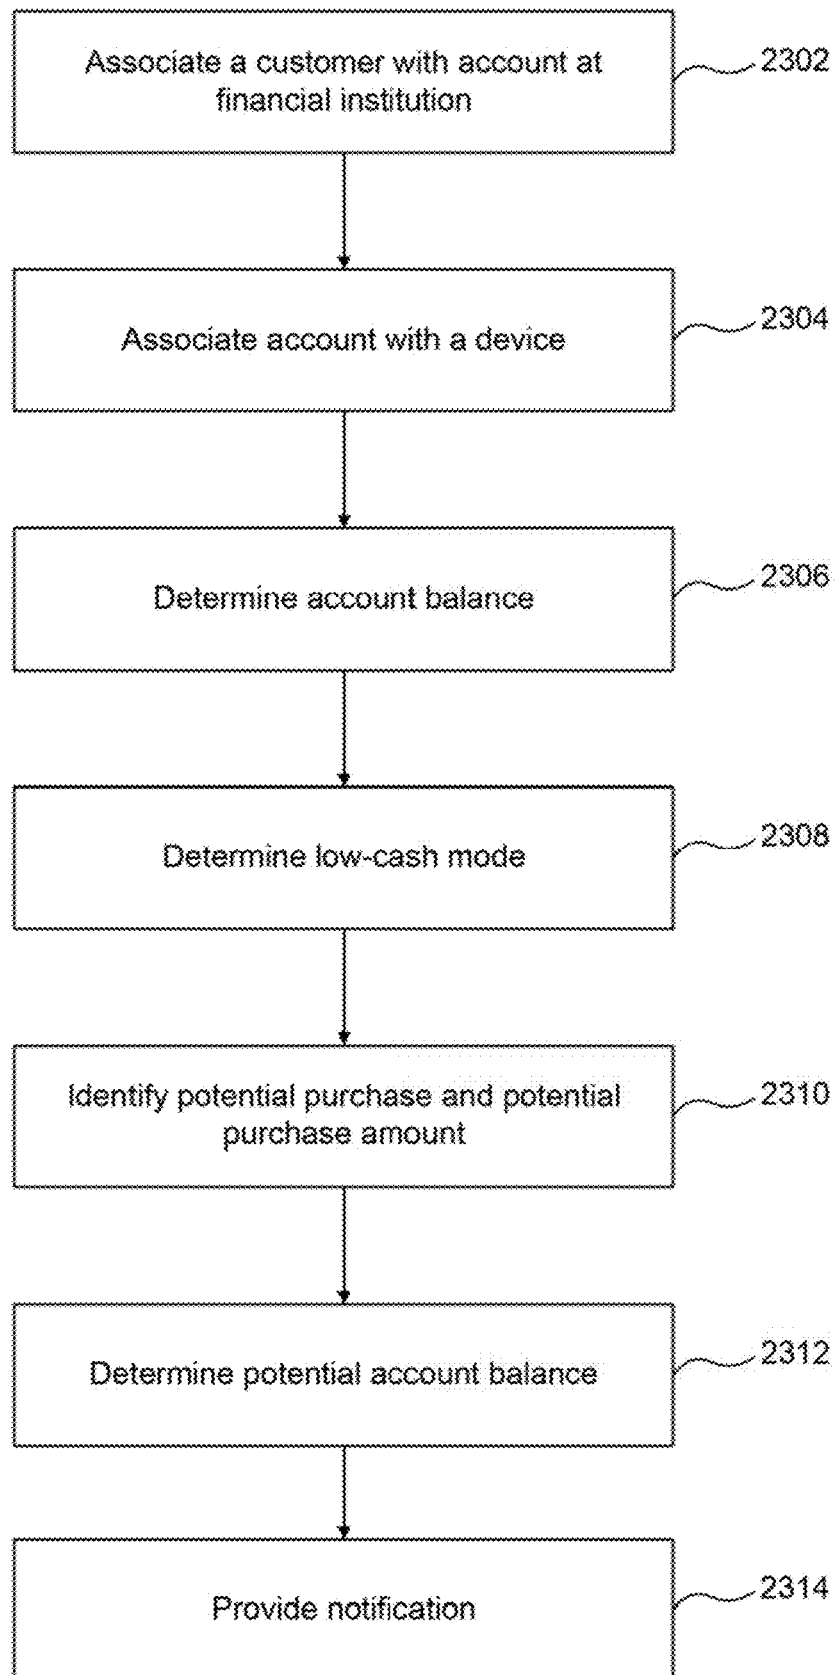 Associate a customer with account at
financial institution
2302
Associate account with a device
2304
Determine account balance
2306
Determine low-cash mode
2308
Identify potential purchase and potential
purchase amount
2310
Determine potential account balance
2312
Provide notification
2314